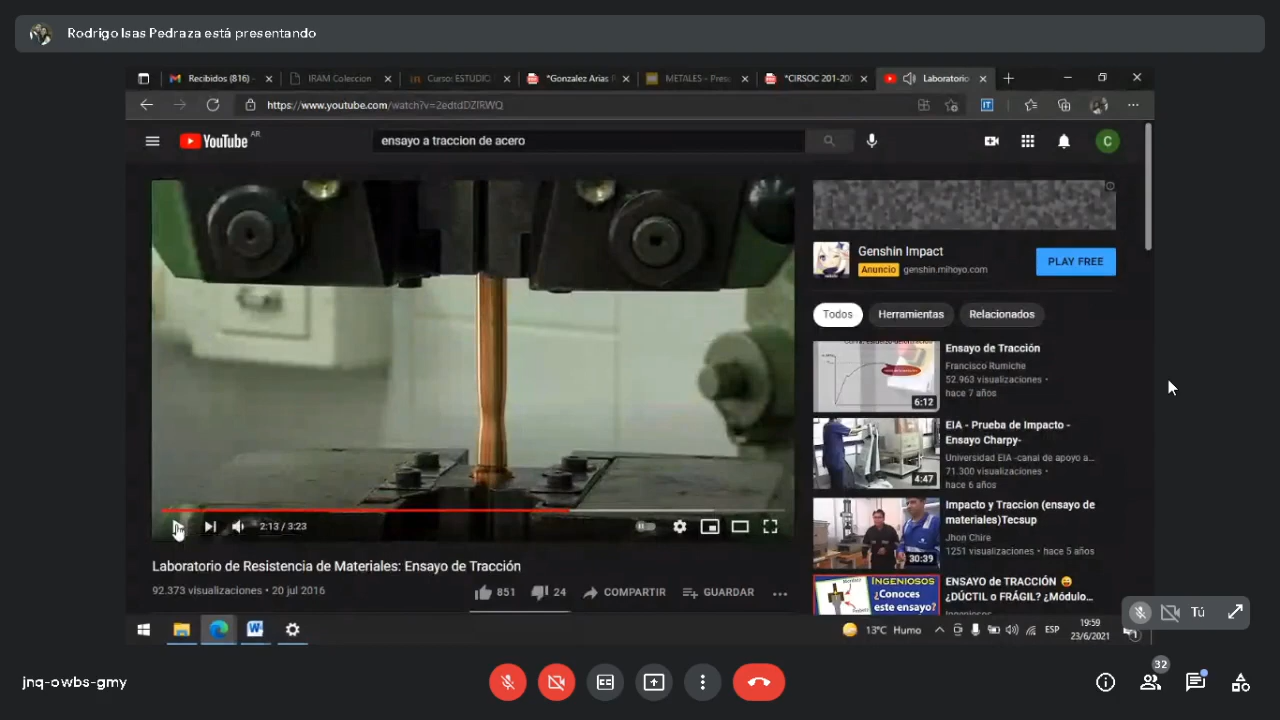 Rodrigo Isas Pedraza está presentando
Recibidos (816) -
IRAM Coleccion
Curso: ESTUDIO
*Gonzalez Arias
METALES - Pres
*CIRSOC 201-20
Laboratorio
https://www.youtube.com/watch?v=2edtdDZlRWQ
YouTube AR
ensayo a traccion de acero
C
Genshin Impact
Anuncio genshin.mihoyo.com
PLAY FREE
Todos
Herramientas
Relacionados
Ensayo de Tracción
Francisco Rumiche
52.963 visualizaciones •
hace 7 años
6:12
EIA - Prueba de Impacto -
Ensayo Charpy-
Universidad EIA -canal de apoyo a...
71.300 visualizaciones •
hace 6 años
4:47
Impacto y Traccion (ensayo de
materiales)Tecsup
Jhon Chire
1251 visualizaciones • hace 5 años
30:39
INGENIOSOS
¿Conoces
este ensayo?
ENSAYO de TRACCIÓN 😄
¿DÚCTIL o FRÁGIL? ¿Módulo...
2:13 / 3:23
Laboratorio de Resistencia de Materiales: Ensayo de Tracción
92.373 visualizaciones • 20 jul 2016
851
24
COMPARTIR
GUARDAR
Tú
13°C Humo
ESP
19:59
23/6/2021
jnq-owbs-gmy
32